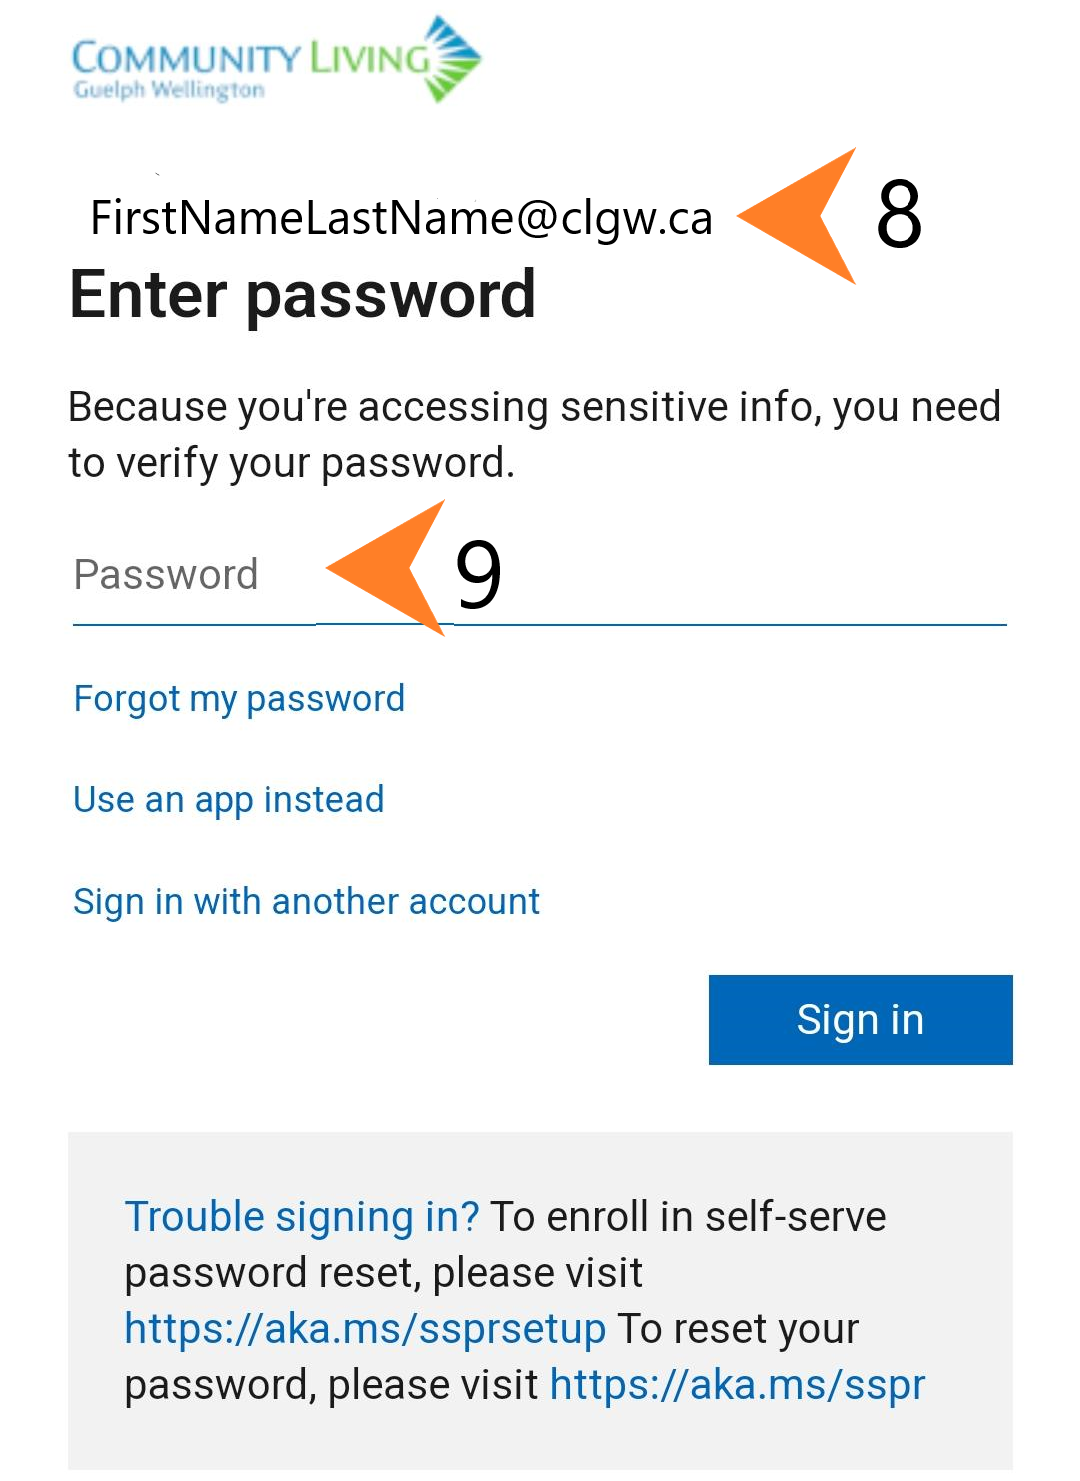 COMMUNITY LIVING
Guelph Wellington
FirstNameLastName@clgw.ca 8
Enter password
Because you're accessing sensitive info, you need
to verify your password.
Password 9
Forgot my password
Use an app instead
Sign in with another account
Sign in
Trouble signing in? To enroll in self-serve
password reset, please visit
https://aka.ms/ssprsetup To reset your
password, please visit https://aka.ms/sspr